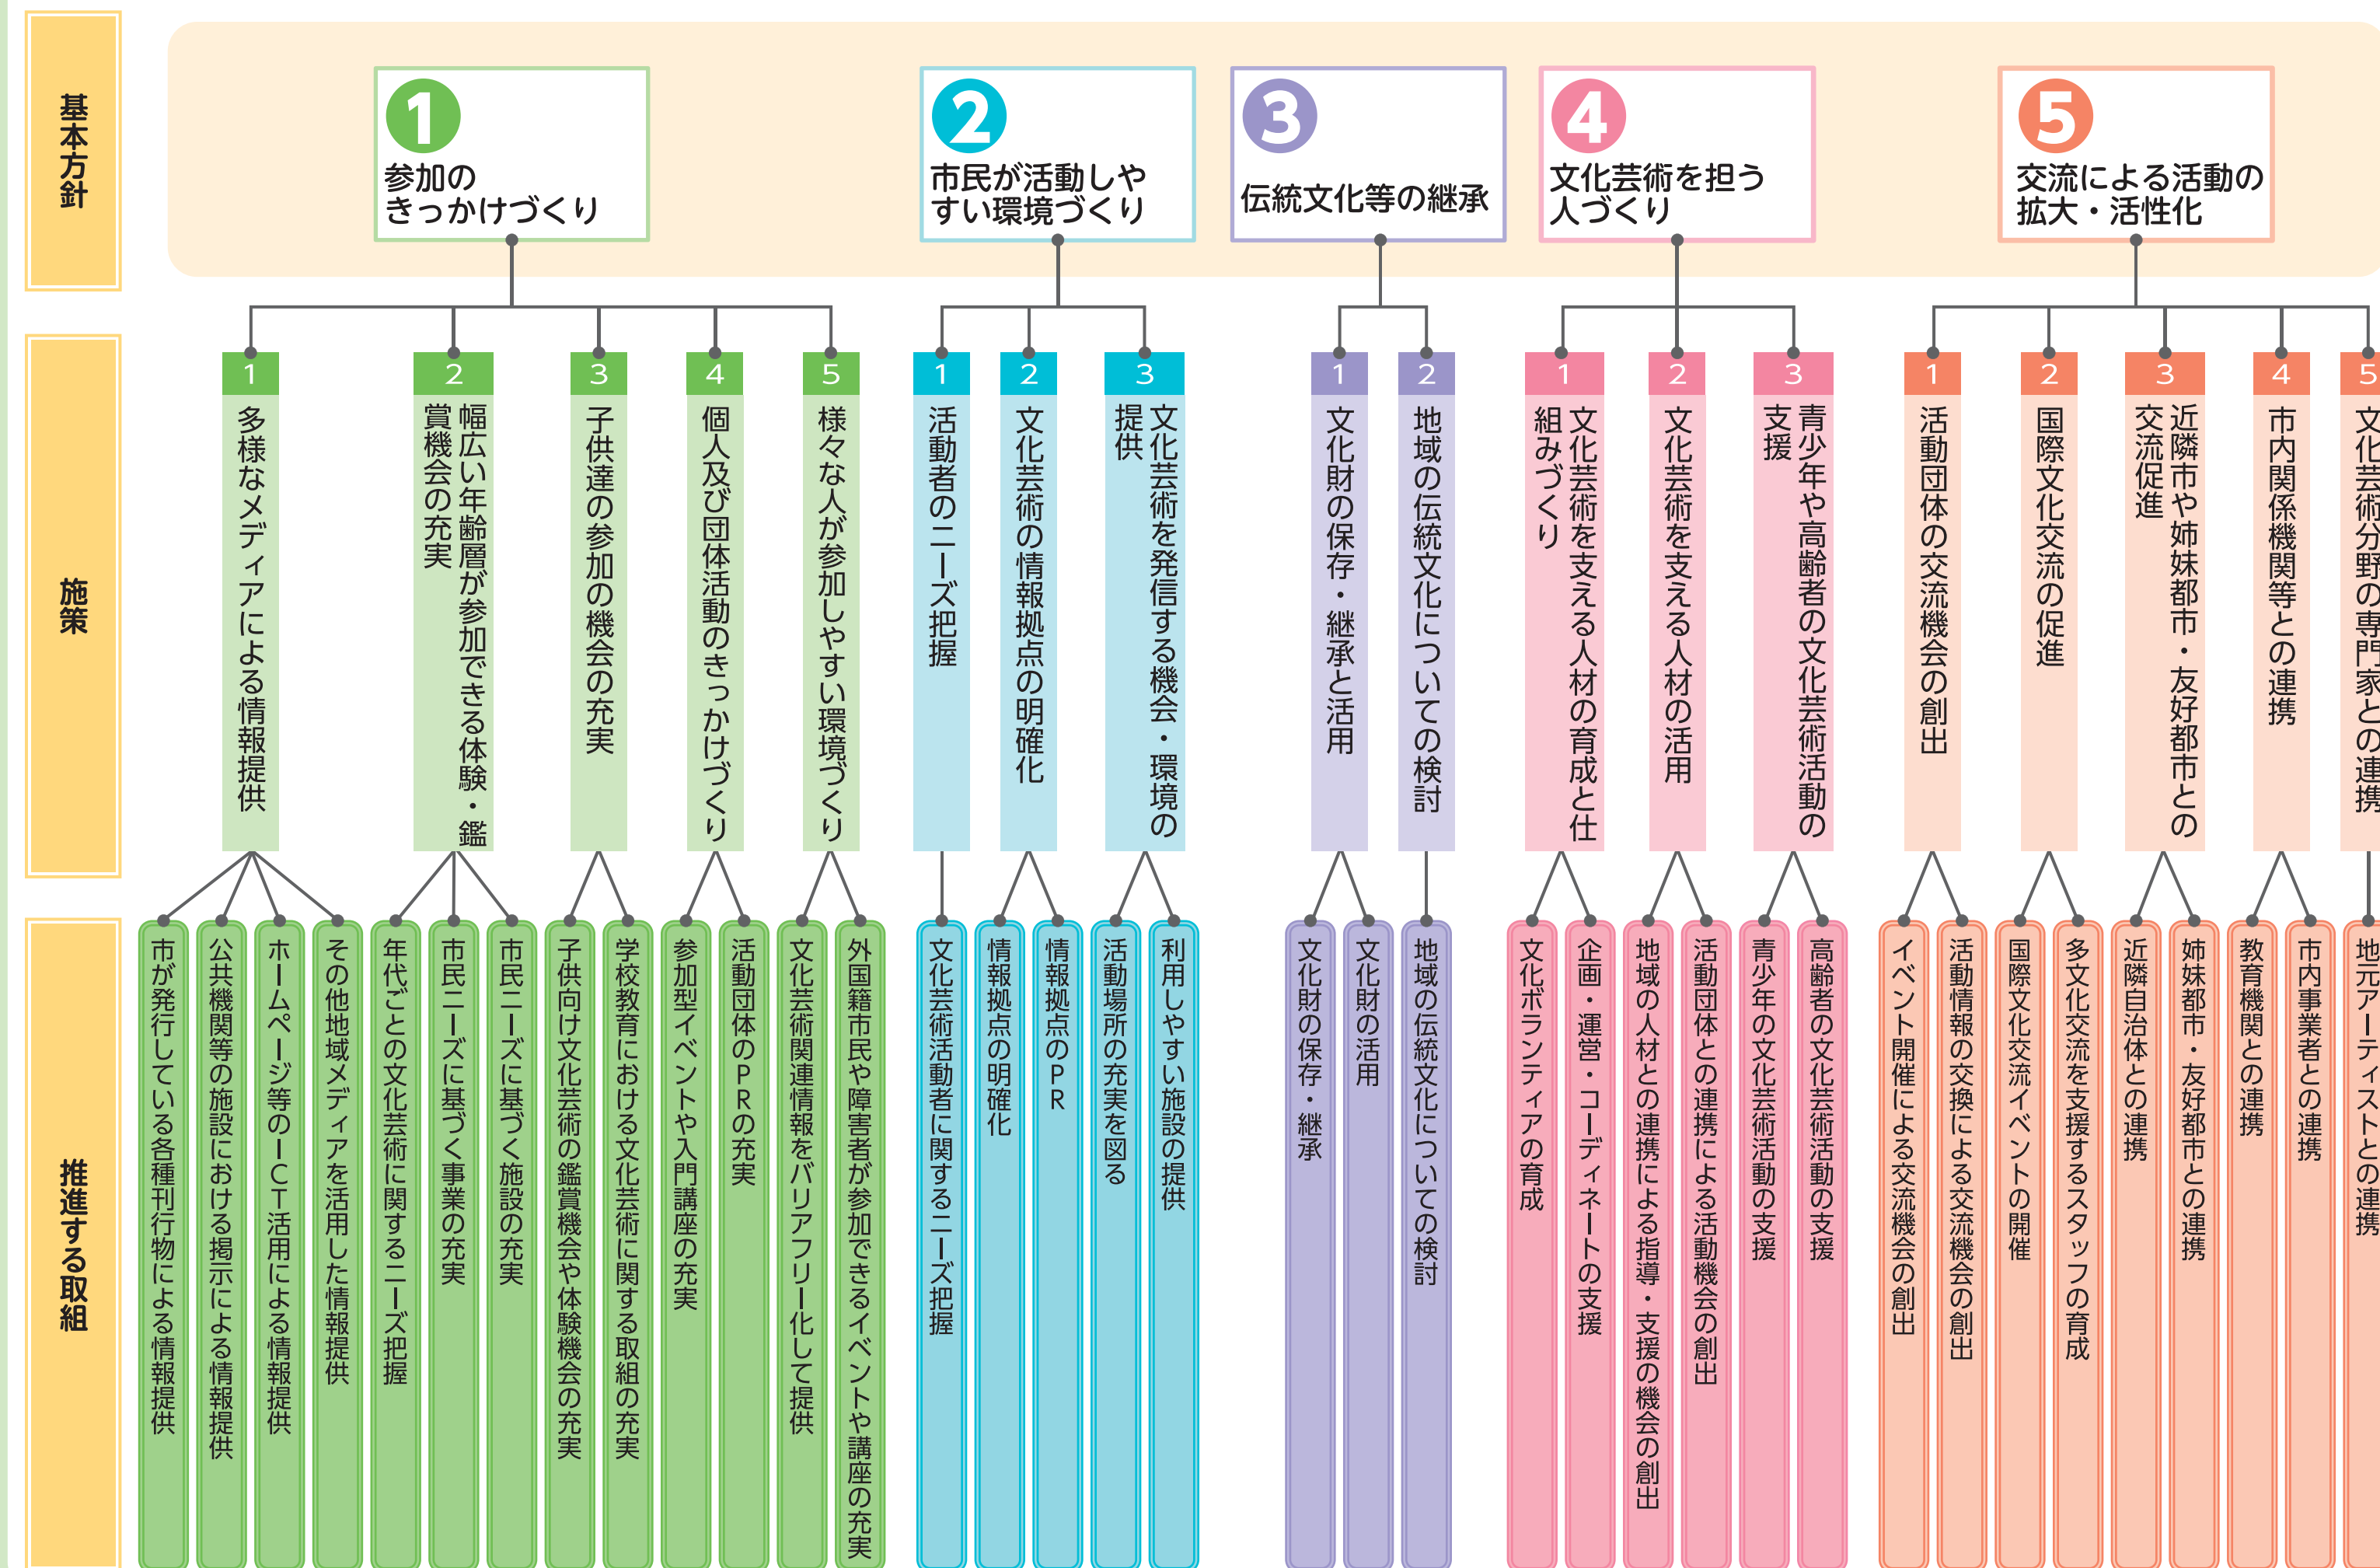 基本方針
1
参加の
きっかけづくり
2
市民が活動しや
すい環境づくり
3
伝統文化等の継承
4
文化芸術を担う
人づくり
5
交流による活動の
拡大・活性化
施策
1
多様なメディアによる情報提供
2
幅広い年齢層が参加できる体験・鑑
賞機会の充実
3
子供達の参加の機会の充実
4
個人及び団体活動のきっかけづくり
5
様々な人が参加しやすい環境づくり
1
活動者のニーズ把握
2
文化芸術の情報拠点の明確化
3
文化芸術を発信する機会・環境の
提供
1
文化財の保存・継承と活用
2
地域の伝統文化についての検討
1
文化芸術を支える人材の育成と仕
組みづくり
2
文化芸術を支える人材の活用
3
青少年や高齢者の文化芸術活動の
支援
1
活動団体の交流機会の創出
2
国際文化交流の促進
3
近隣市や姉妹都市・友好都市との
交流促進
4
市内関係機関等との連携
5
文化芸術分野の専門家との連携
推進する取組
市が発行している各種刊行物による情報提供
公共機関等の施設における掲示による情報提供
ホームページ等のICT活用による情報提供
その他地域メディアを活用した情報提供
年代ごとの文化芸術に関するニーズ把握
市民ニーズに基づく事業の充実
市民ニーズに基づく施設の充実
子供向け文化芸術の鑑賞機会や体験機会の充実
学校教育における文化芸術に関する取組の充実
参加型イベントや入門講座の充実
活動団体のPRの充実
文化芸術関連情報をバリアフリー化して提供
外国籍市民や障害者が参加できるイベントや講座の充実
文化芸術活動者に関するニーズ把握
情報拠点の明確化
情報拠点のPR
活動場所の充実を図る
利用しやすい施設の提供
文化財の保存・継承
文化財の活用
地域の伝統文化についての検討
文化ボランティアの育成
企画・運営・コーディネートの支援
地域の人材との連携による指導・支援の機会の創出
活動団体との連携による活動機会の創出
青少年の文化芸術活動の支援
高齢者の文化芸術活動の支援
イベント開催による交流機会の創出
活動情報の交換による交流機会の創出
国際文化交流イベントの開催
多文化交流を支援するスタッフの育成
近隣自治体との連携
姉妹都市・友好都市との連携
教育機関との連携
市内事業者との連携
地元アーティストとの連携